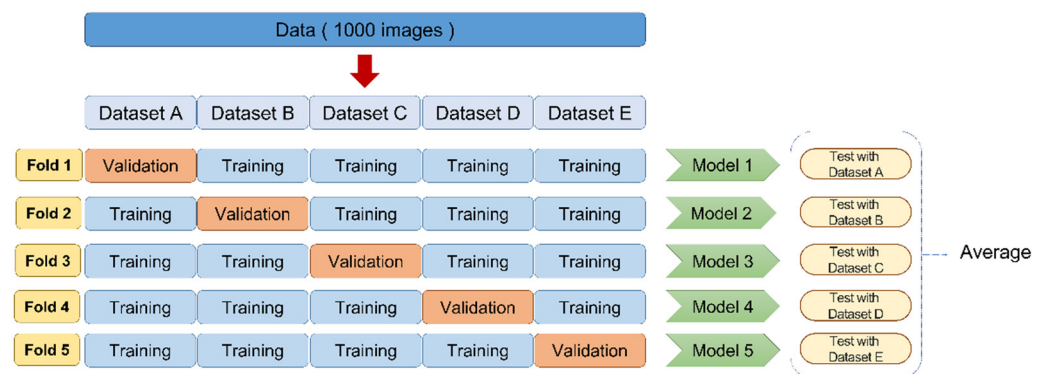 Data ( 1000 images )
Dataset A Dataset B Dataset C Dataset D Dataset E
Fold 1 Validation Training Training Training Training Model 1 Test with Dataset A
Fold 2 Training Validation Training Training Training Model 2 Test with Dataset B
Fold 3 Training Training Validation Training Training Model 3 Test with Dataset C
Average
Fold 4 Training Training Training Validation Training Model 4 Test with Dataset D
Fold 5 Training Training Training Training Validation Model 5 Test with Dataset E